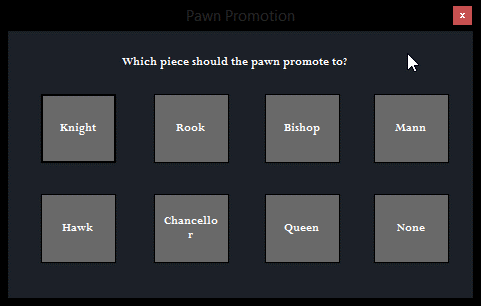 Pawn Promotion
x
Which piece should the pawn promote to?
Knight
Rook
Bishop
Mann
Hawk
Chancello
r
Queen
None